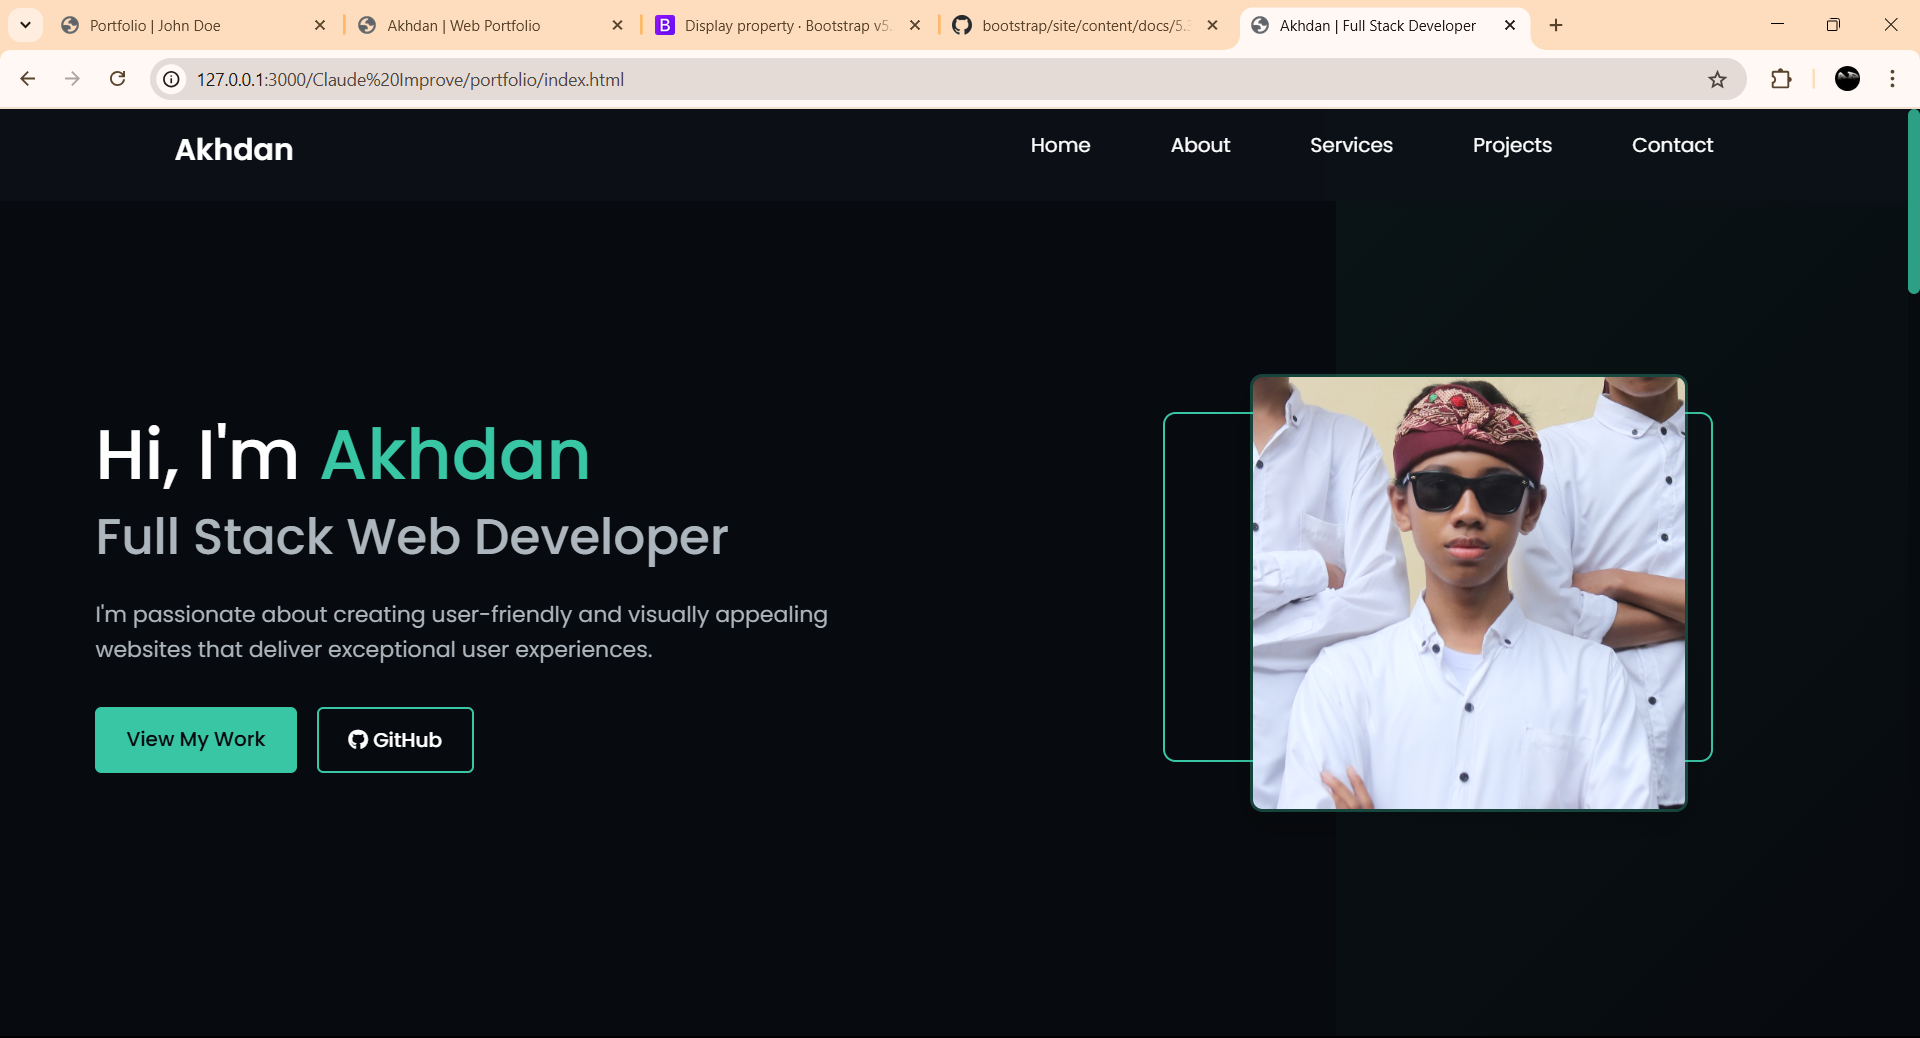 Portfolio | John Doe
Akhdan | Web Portfolio
Display property · Bootstrap v5.
bootstrap/site/content/docs/5.3
Akhdan | Full Stack Developer
127.0.0.1:3000/Claude%20Improve/portfolio/index.html
Akhdan
Home
About
Services
Projects
Contact
Hi, I'm Akhdan
Full Stack Web Developer
I'm passionate about creating user-friendly and visually appealing
websites that deliver exceptional user experiences.
View My Work
GitHub